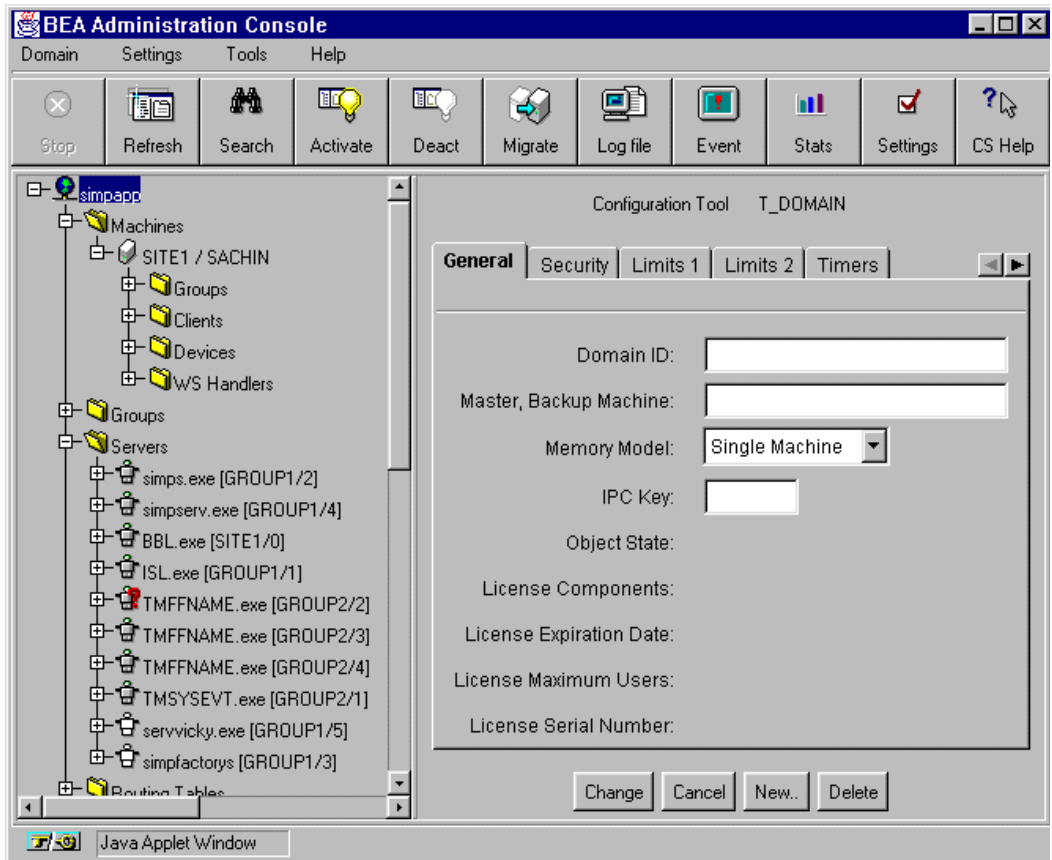 BEA Administration Console
Domain Settings Tools Help
Stop Refresh Search Activate Deact Migrate Log file Event Stats Settings CS Help
simpapp
Machines
SITE1 / SACHIN
Groups
Clients
Devices
WS Handlers
Groups
Servers
simps.exe [GROUP1/2]
simpserv.exe [GROUP1/4]
BBL.exe [SITE1/0]
ISL.exe [GROUP1/1]
TMFFNAME.exe [GROUP2/2]
TMFFNAME.exe [GROUP2/3]
TMFFNAME.exe [GROUP2/4]
TMSYSEVT.exe [GROUP2/1]
servvicky.exe [GROUP1/5]
simpfactorys [GROUP1/3]
Routing Tables
Configuration Tool T_DOMAIN
General Security Limits 1 Limits 2 Timers
Domain ID:
Master, Backup Machine:
Memory Model: Single Machine
IPC Key:
Object State:
License Components:
License Expiration Date:
License Maximum Users:
License Serial Number:
Change Cancel New.. Delete
Java Applet Window